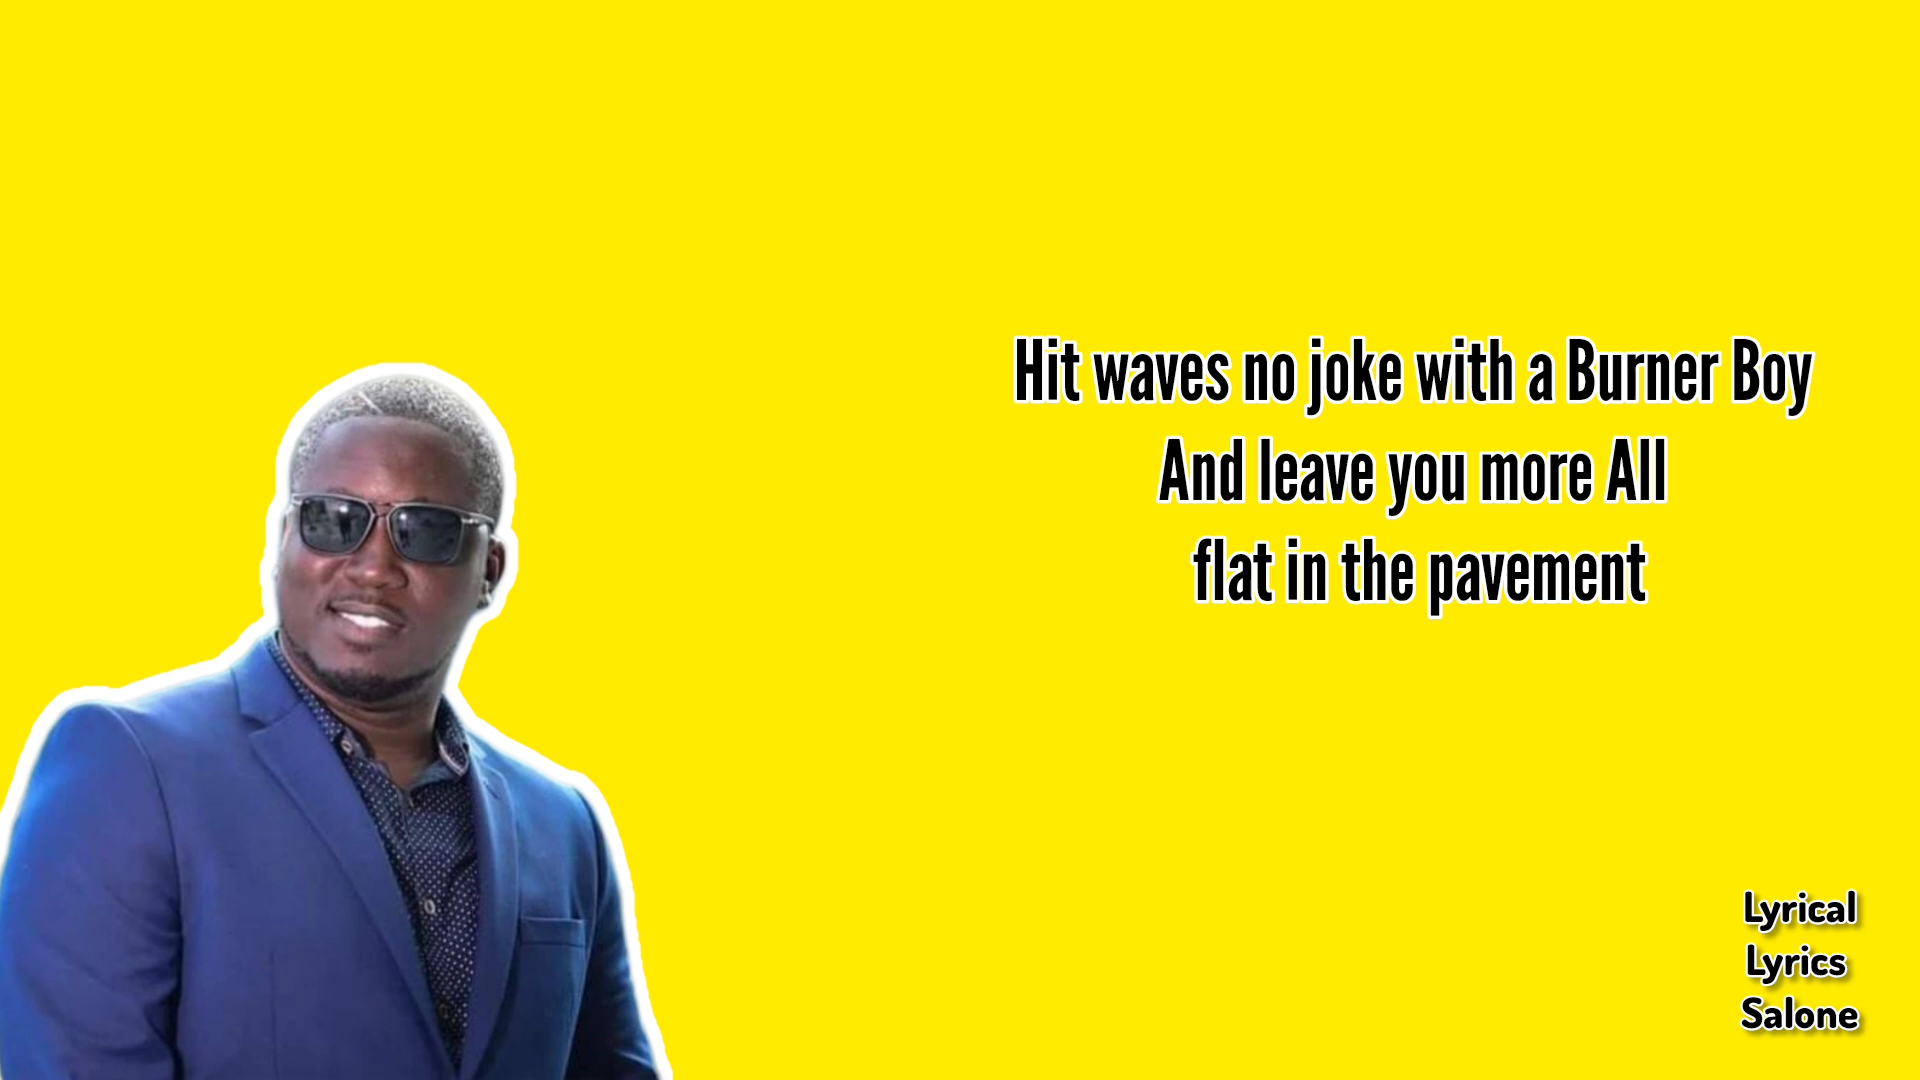 Hit waves no joke with a Burner Boy
And leave you more All
flat in the pavement
Lyrical
Lyrics
Salone